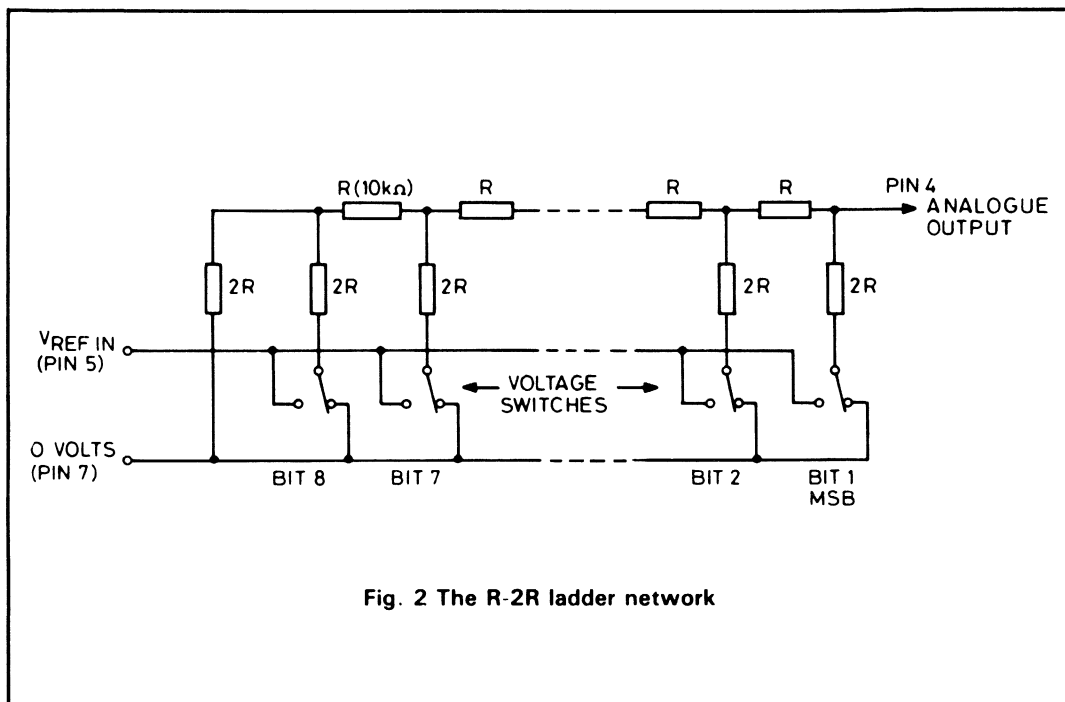 R(10kΩ)
R
R
R
PIN 4
ANALOGUE
OUTPUT
2R
2R
2R
2R
2R
VREF IN
(PIN 5)
VOLTAGE
SWITCHES
0 VOLTS
(PIN 7)
BIT 8
BIT 7
BIT 2
BIT 1
MSB
Fig. 2 The R-2R ladder network